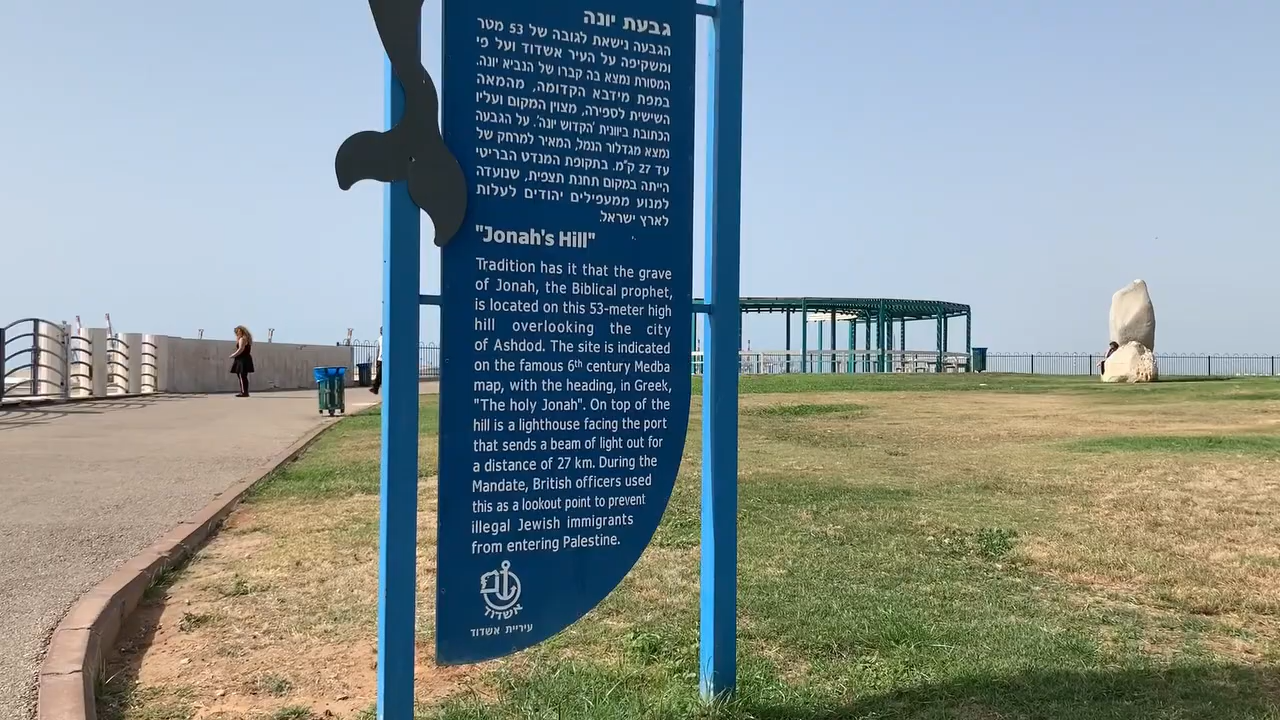 גבעת יונה
הגבעה נישאת לגובה של 53 מטר
ומשקיפה על העיר אשדוד ועל פי
המסורת נמצא בה קברו של הנביא יונה.
במפת מידבא הקדומה, מהמאה
השישית לספירה, מצוין המקום ועליו
הכתובת ביוונית 'הקדוש יונה'. על הגבעה
נמצא מגדלור הנמל, המאיר למרחק של
עד 27 ק"מ. בתקופת המנדט הבריטי
הייתה במקום תחנת תצפית, שנועדה
למנוע ממעפילים יהודים לעלות
לארץ ישראל.
"Jonah's Hill"
Tradition has it that the grave
of Jonah, the Biblical prophet,
is located on this 53-meter high
hill overlooking the city
of Ashdod. The site is indicated
on the famous 6th century Medba
map, with the heading, in Greek,
"The holy Jonah". On top of the
hill is a lighthouse facing the port
that sends a beam of light out for
a distance of 27 km. During the
Mandate, British officers used
this as a lookout point to prevent
illegal Jewish immigrants
from entering Palestine.
אשדוד
עיריית אשדוד